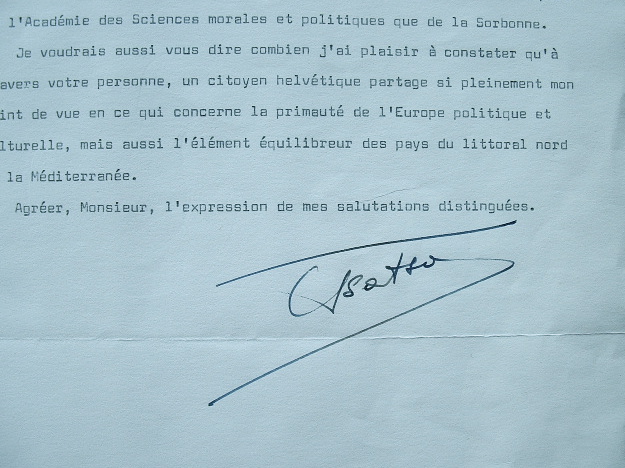 l'Académie des Sciences morales et politiques que de la Sorbonne.
Je voudrais aussi vous dire combien j'ai plaisir à constater qu'à
avers votre personne, un citoyen helvétique partage si pleinement mon
int de vue en ce qui concerne la primauté de l'Europe politique et
lturelle, mais aussi l'élément équilibreur des pays du littoral nord
la Méditerranée.
Agréer, Monsieur, l'expression de mes salutations distinguées.